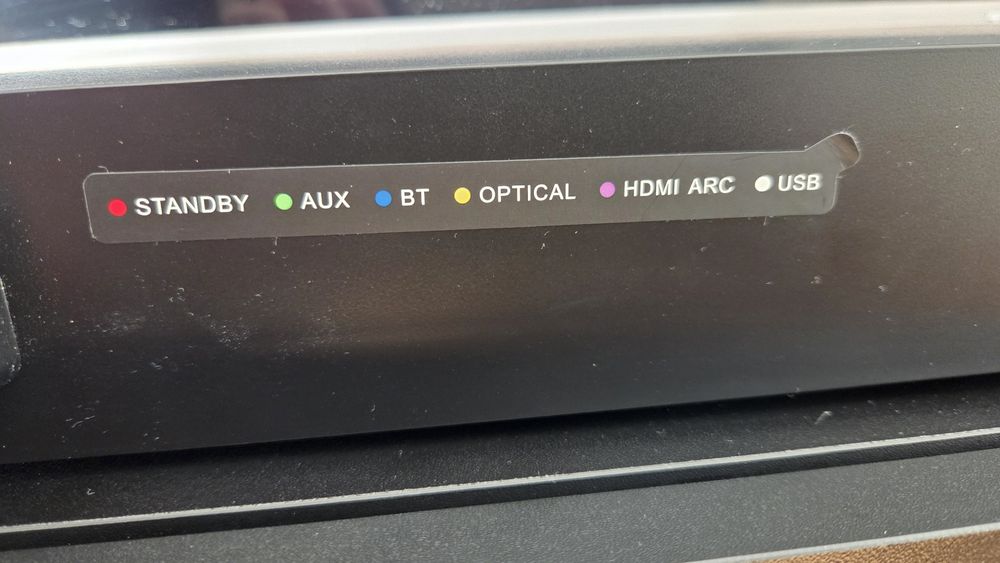 STANDBY AUX BT OPTICAL HDMI ARC USB